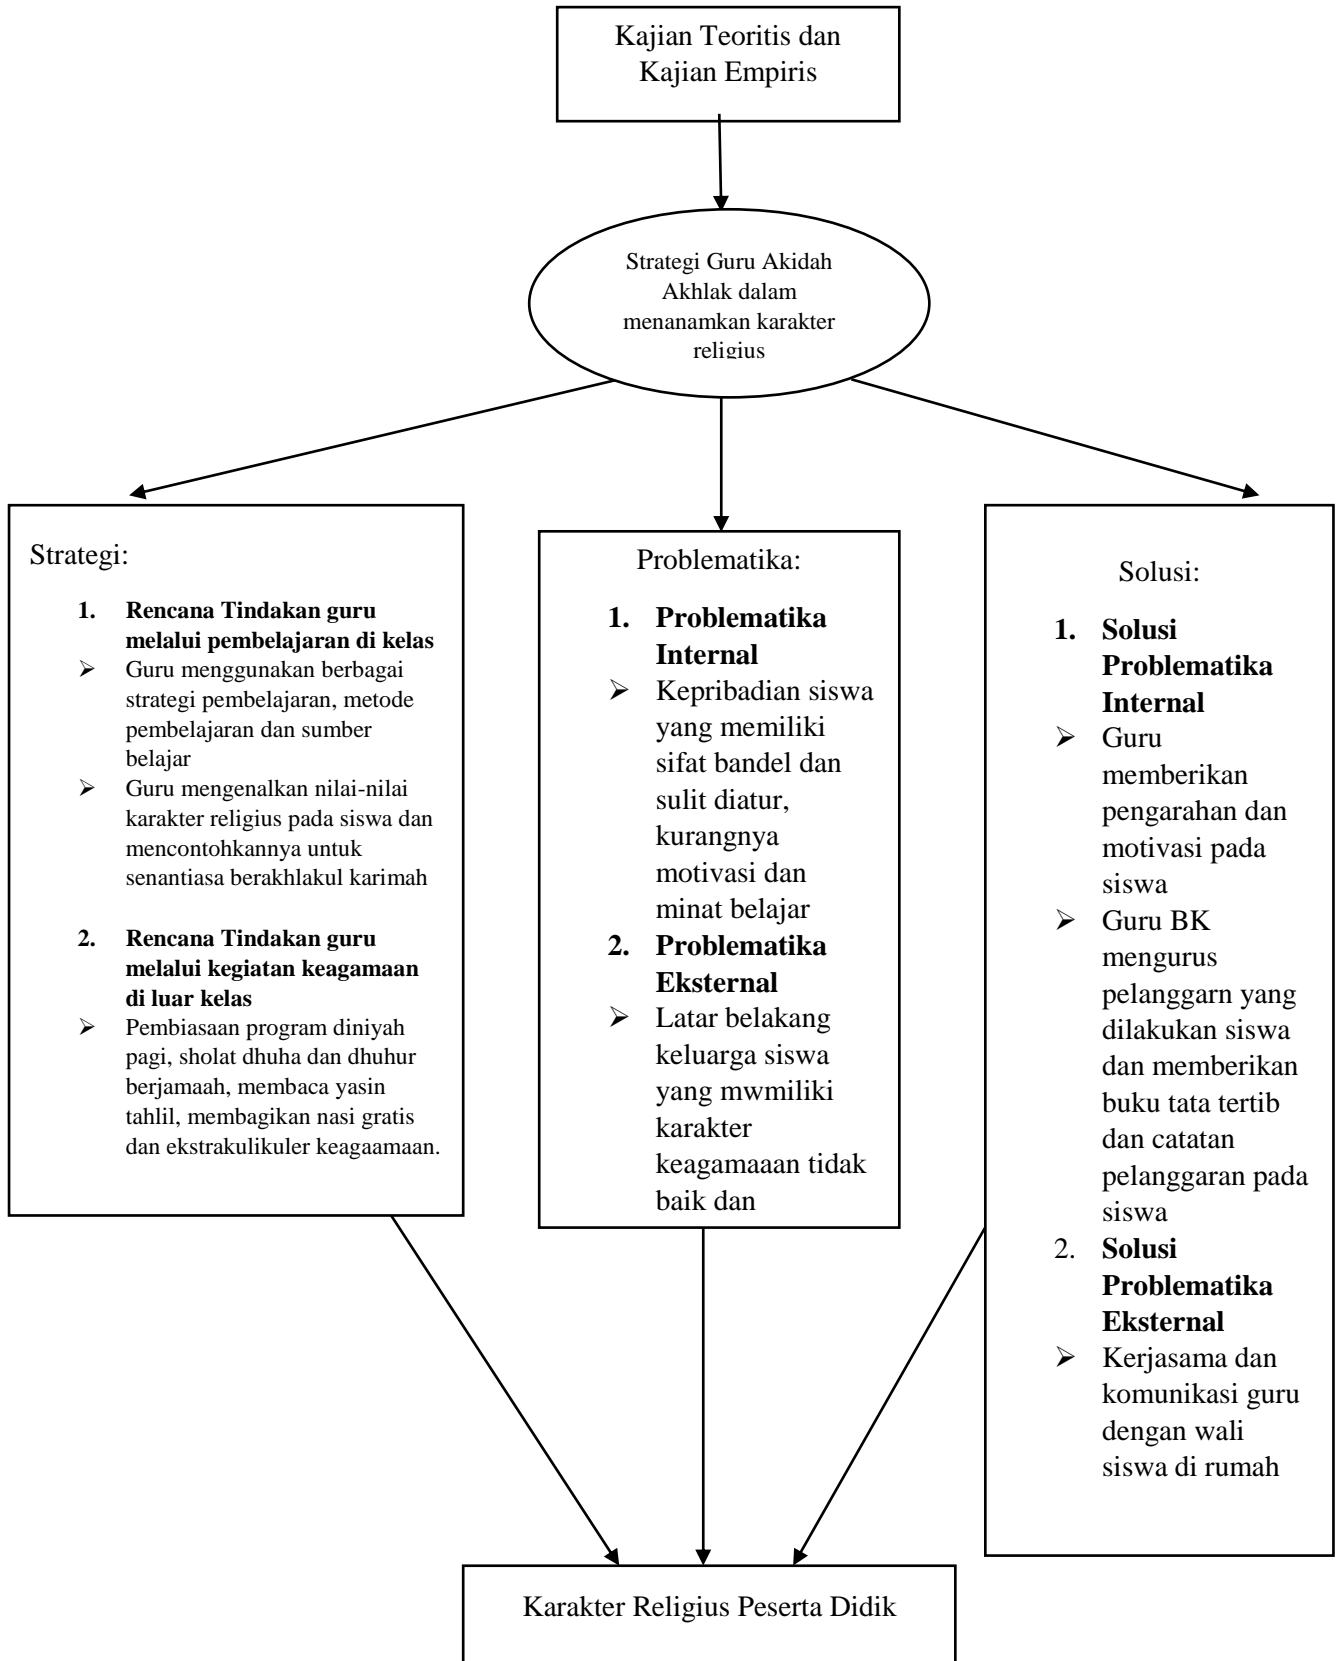 Kajian Teoritis dan
Kajian Empiris
Strategi Guru Akidah
Akhlak dalam
menanamkan karakter
religius
Strategi:
1. Rencana Tindakan guru
melalui pembelajaran di kelas
➢ Guru menggunakan berbagai
strategi pembelajaran, metode
pembelajaran dan sumber
belajar
➢ Guru mengenalkan nilai-nilai
karakter religius pada siswa dan
mencontohkannya untuk
senantiasa berakhlakul karimah
2. Rencana Tindakan guru
melalui kegiatan keagamaan
di luar kelas
➢ Pembiasaan program diniyah
pagi, sholat dhuha dan dhuhur
berjamaah, membaca yasin
tahlil, membagikan nasi gratis
dan ekstrakulikuler keagaamaan.
Problematika:
1. Problematika
Internal
➢ Kepribadian siswa
yang memiliki
sifat bandel dan
sulit diatur,
kurangnya
motivasi dan
minat belajar
2. Problematika
Eksternal
➢ Latar belakang
keluarga siswa
yang mwmiliki
karakter
keagamaaan tidak
baik dan
Solusi:
1. Solusi
Problematika
Internal
➢ Guru
memberikan
pengarahan dan
motivasi pada
siswa
➢ Guru BK
mengurus
pelanggarn yang
dilakukan siswa
dan memberikan
buku tata tertib
dan catatan
pelanggaran pada
siswa
2. Solusi
Problematika
Eksternal
➢ Kerjasama dan
komunikasi guru
dengan wali
siswa di rumah
Karakter Religius Peserta Didik